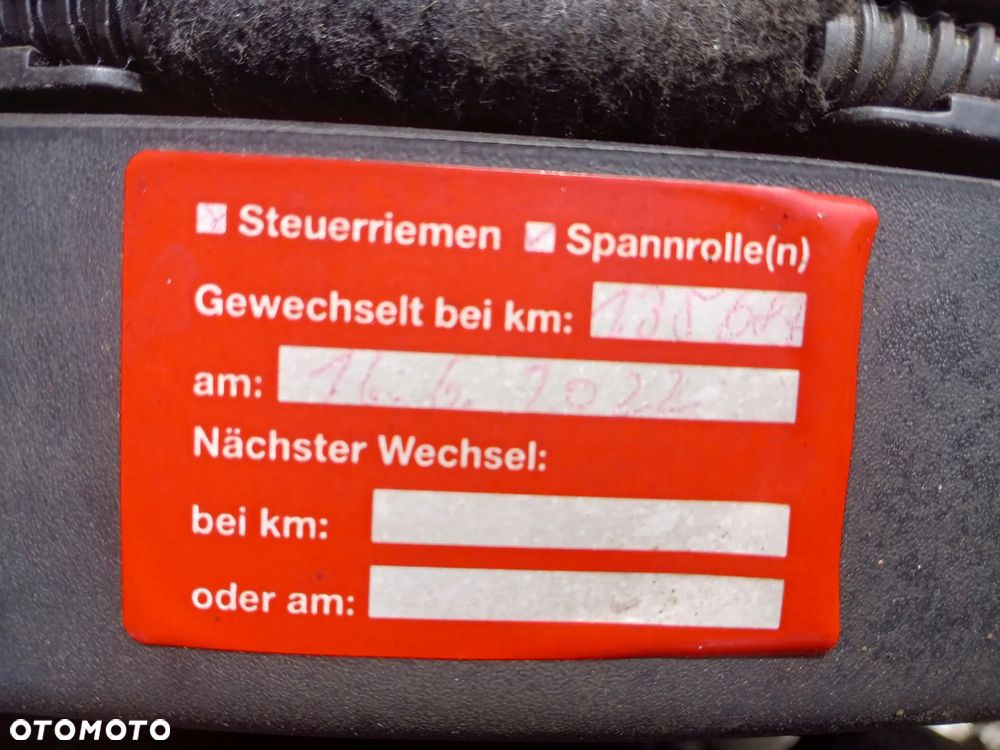 Steuerriemen Spannrolle(n)
Gewechselt bei km:
am: 16.6.2022
Nächster Wechsel:
bei km:
oder am:
OTOMOTO